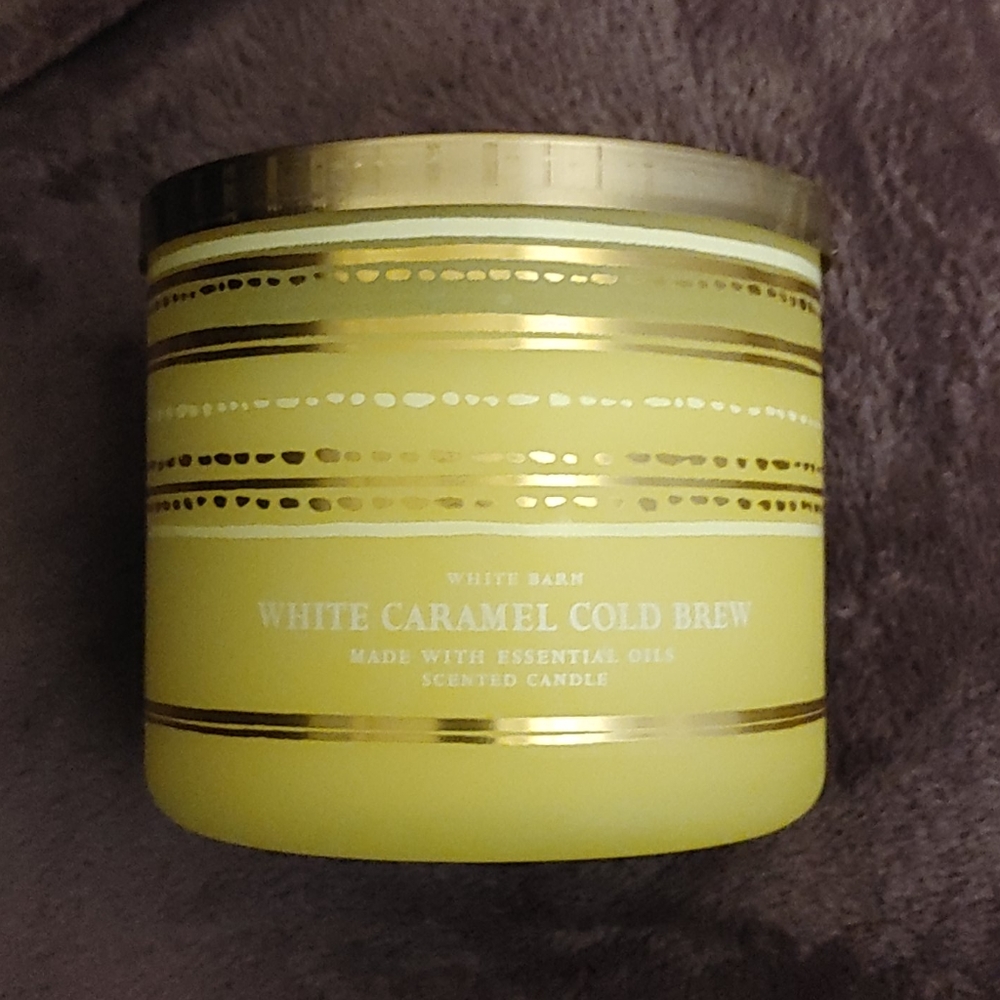 WHITE BARN
WHITE CARAMEL COLD BREW
MADE WITH ESSENTIAL OILS
SCENTED CANDLE